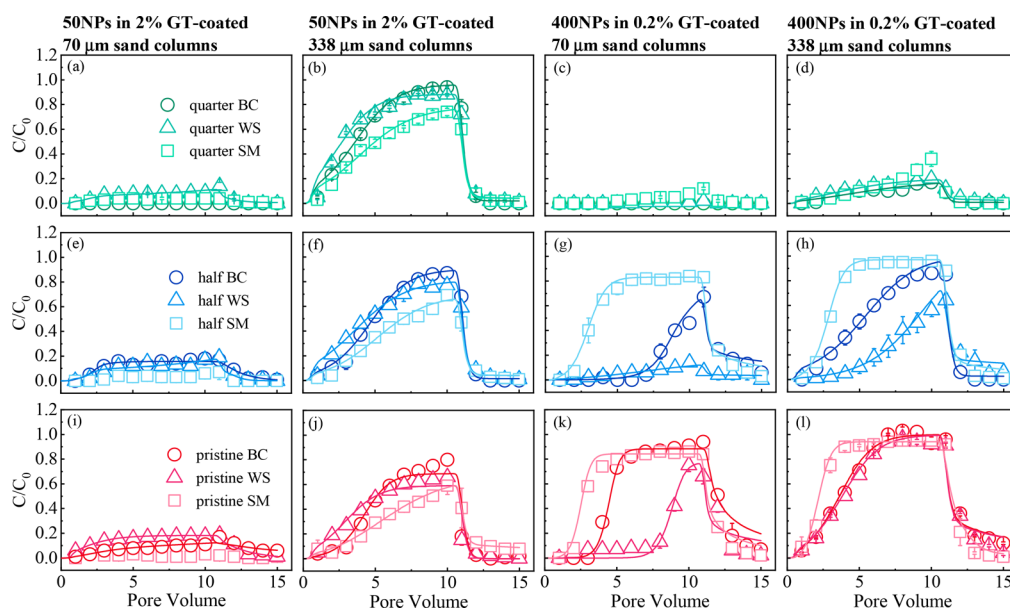 50NPs in 2% GT-coated
70 μm sand columns
50NPs in 2% GT-coated
338 μm sand columns
400NPs in 0.2% GT-coated
70 μm sand columns
400NPs in 0.2% GT-coated
338 μm sand columns
1.2
1.0
0.8
0.6
0.4
0.2
0.0
C/C0
(a)
quarter BC
quarter WS
quarter SM
(b)
(c)
(d)
1.2
1.0
0.8
0.6
0.4
0.2
0.0
C/C0
(e)
half BC
half WS
half SM
(f)
(g)
(h)
1.2
1.0
0.8
0.6
0.4
0.2
0.0
C/C0
(i)
pristine BC
pristine WS
pristine SM
(j)
(k)
(l)
0 5 10 15
0 5 10 15
0 5 10 15
0 5 10 15
Pore Volume
Pore Volume
Pore Volume
Pore Volume